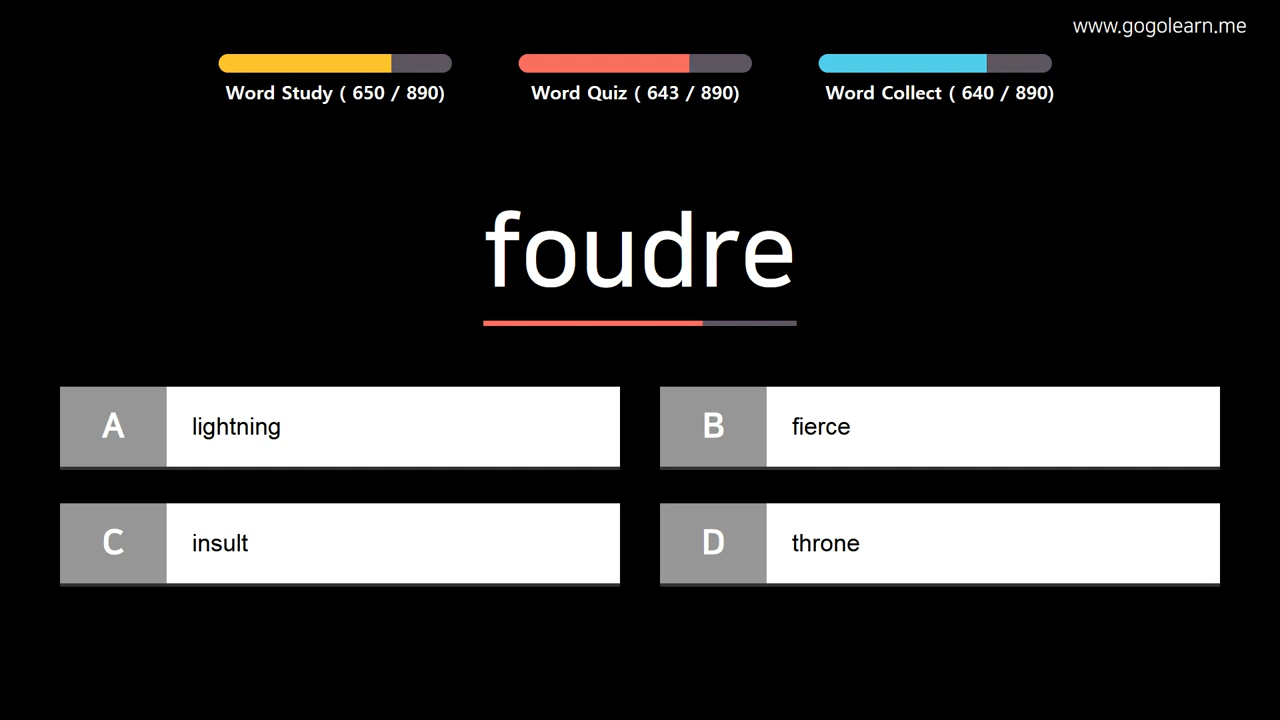 www.gogolearn.me
Word Study ( 650 / 890)
Word Quiz ( 643 / 890)
Word Collect ( 640 / 890)
foudre
A lightning
B fierce
C insult
D throne